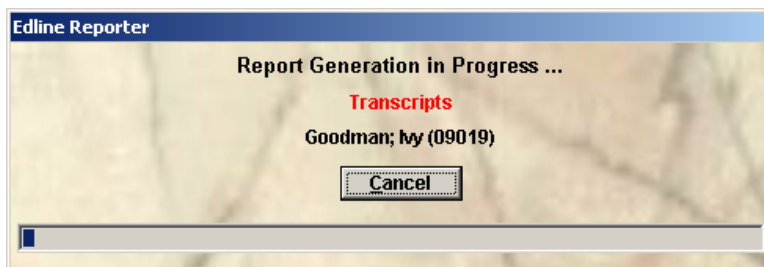 Edline Reporter
Report Generation in Progress ...
Transcripts
Goodman; Ivy (09019)
Cancel